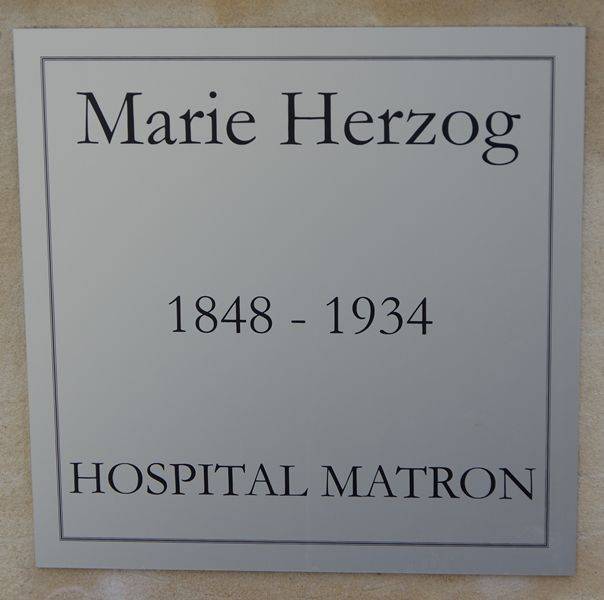 Marie Herzog
1848 - 1934
HOSPITAL MATRON